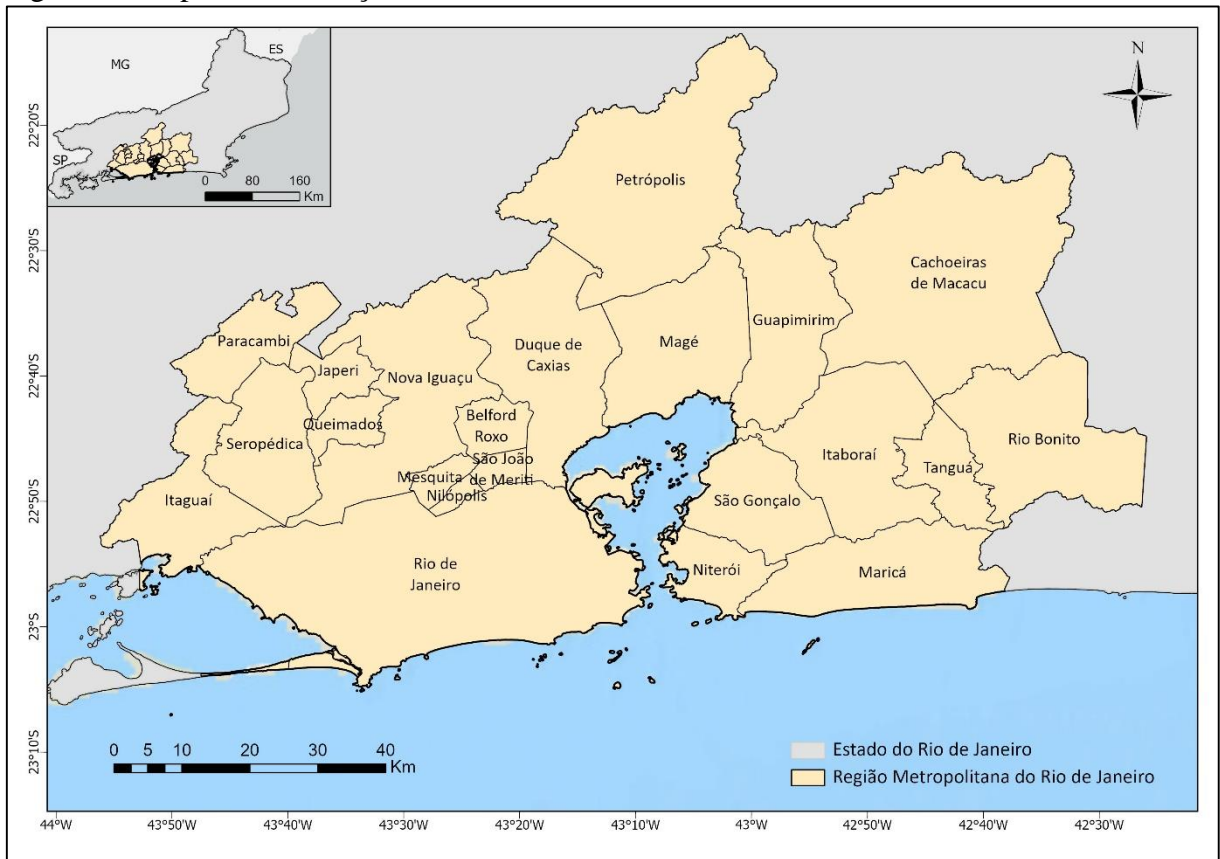 MG
ES
SP
0 80 160
Km
N
Petrópolis
Cachoeiras
de Macacu
Guapimirim
Magé
Duque de
Caxias
Paracambi
Japeri
Nova Iguaçu
Queimados
Seropédica
Belford
Roxo
São João
de Meriti
Mesquita
Nilópolis
Itaguaí
Rio de
Janeiro
Rio Bonito
Itaboraí
Tanguá
São Gonçalo
Niterói
Maricá
0 5 10 20 30 40
Km
Estado do Rio de Janeiro
Região Metropolitana do Rio de Janeiro
22°20'S
22°30'S
22°40'S
22°50'S
23°S
23°10'S
44°W 43°50'W 43°40'W 43°30'W 43°20'W 43°10'W 43°W 42°50'W 42°40'W 42°30'W